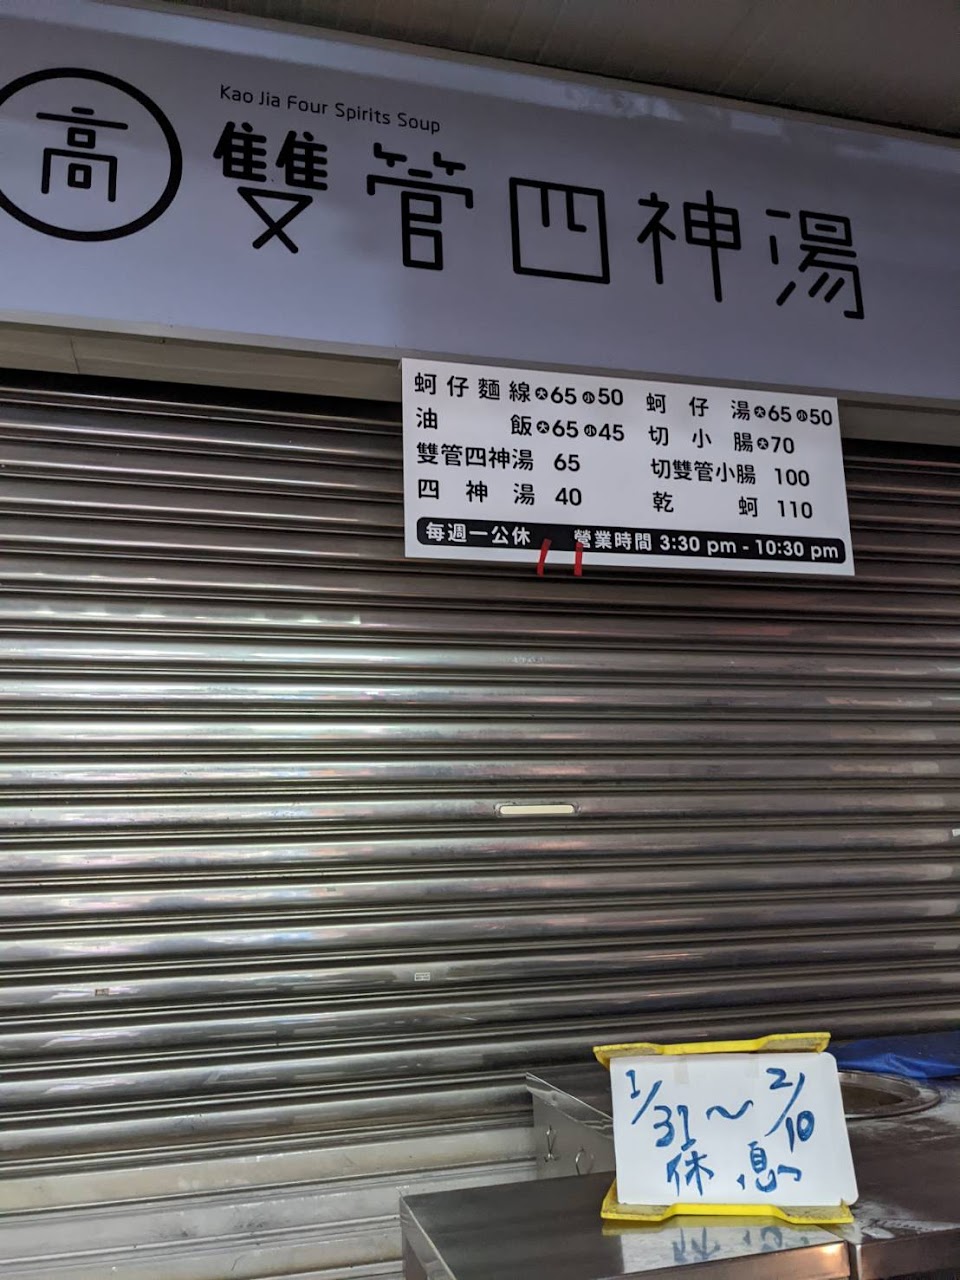 Kao Jia Four Spirits Soup
高 雙管四神湯
蚵仔麵線大65小50 蚵仔湯大65小50
油飯大65小45 切小腸大70
雙管四神湯 65 切雙管小腸 100
四神湯 40 乾蚵 110
每週一公休 營業時間 3:30 pm - 10:30 pm
1/31～2/10
休息